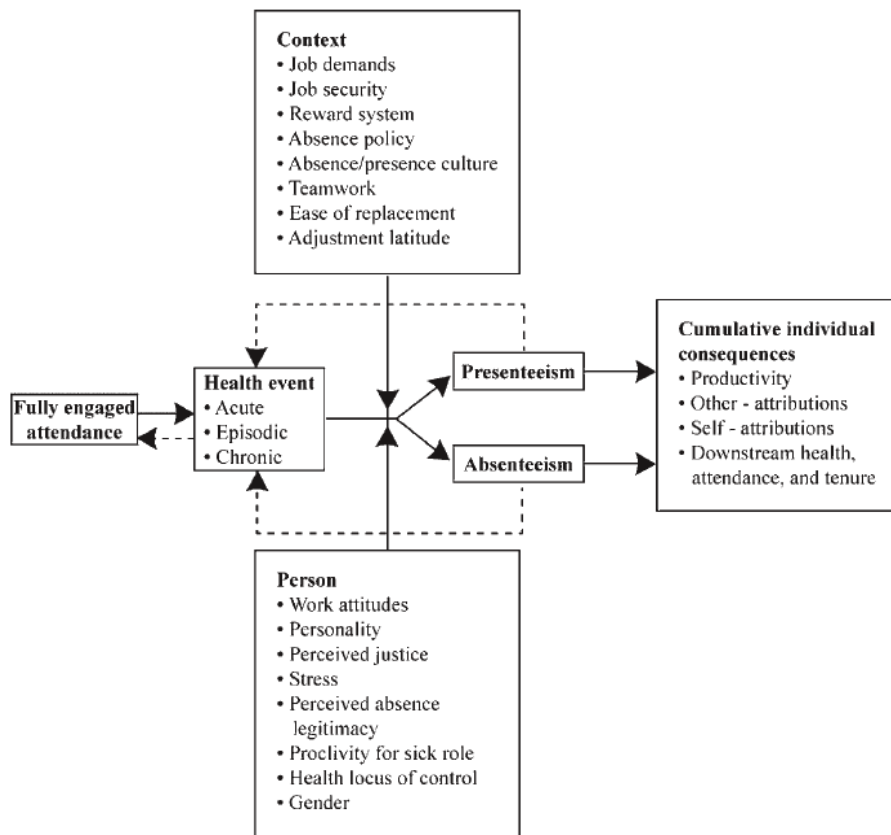 Context
• Job demands
• Job security
• Reward system
• Absence policy
• Absence/presence culture
• Teamwork
• Ease of replacement
• Adjustment latitude
Fully engaged
attendance
Health event
• Acute
• Episodic
• Chronic
Presenteeism
Absenteeism
Cumulative individual
consequences
• Productivity
• Other - attributions
• Self - attributions
• Downstream health,
attendance, and tenure
Person
• Work attitudes
• Personality
• Perceived justice
• Stress
• Perceived absence
legitimacy
• Proclivity for sick role
• Health locus of control
• Gender